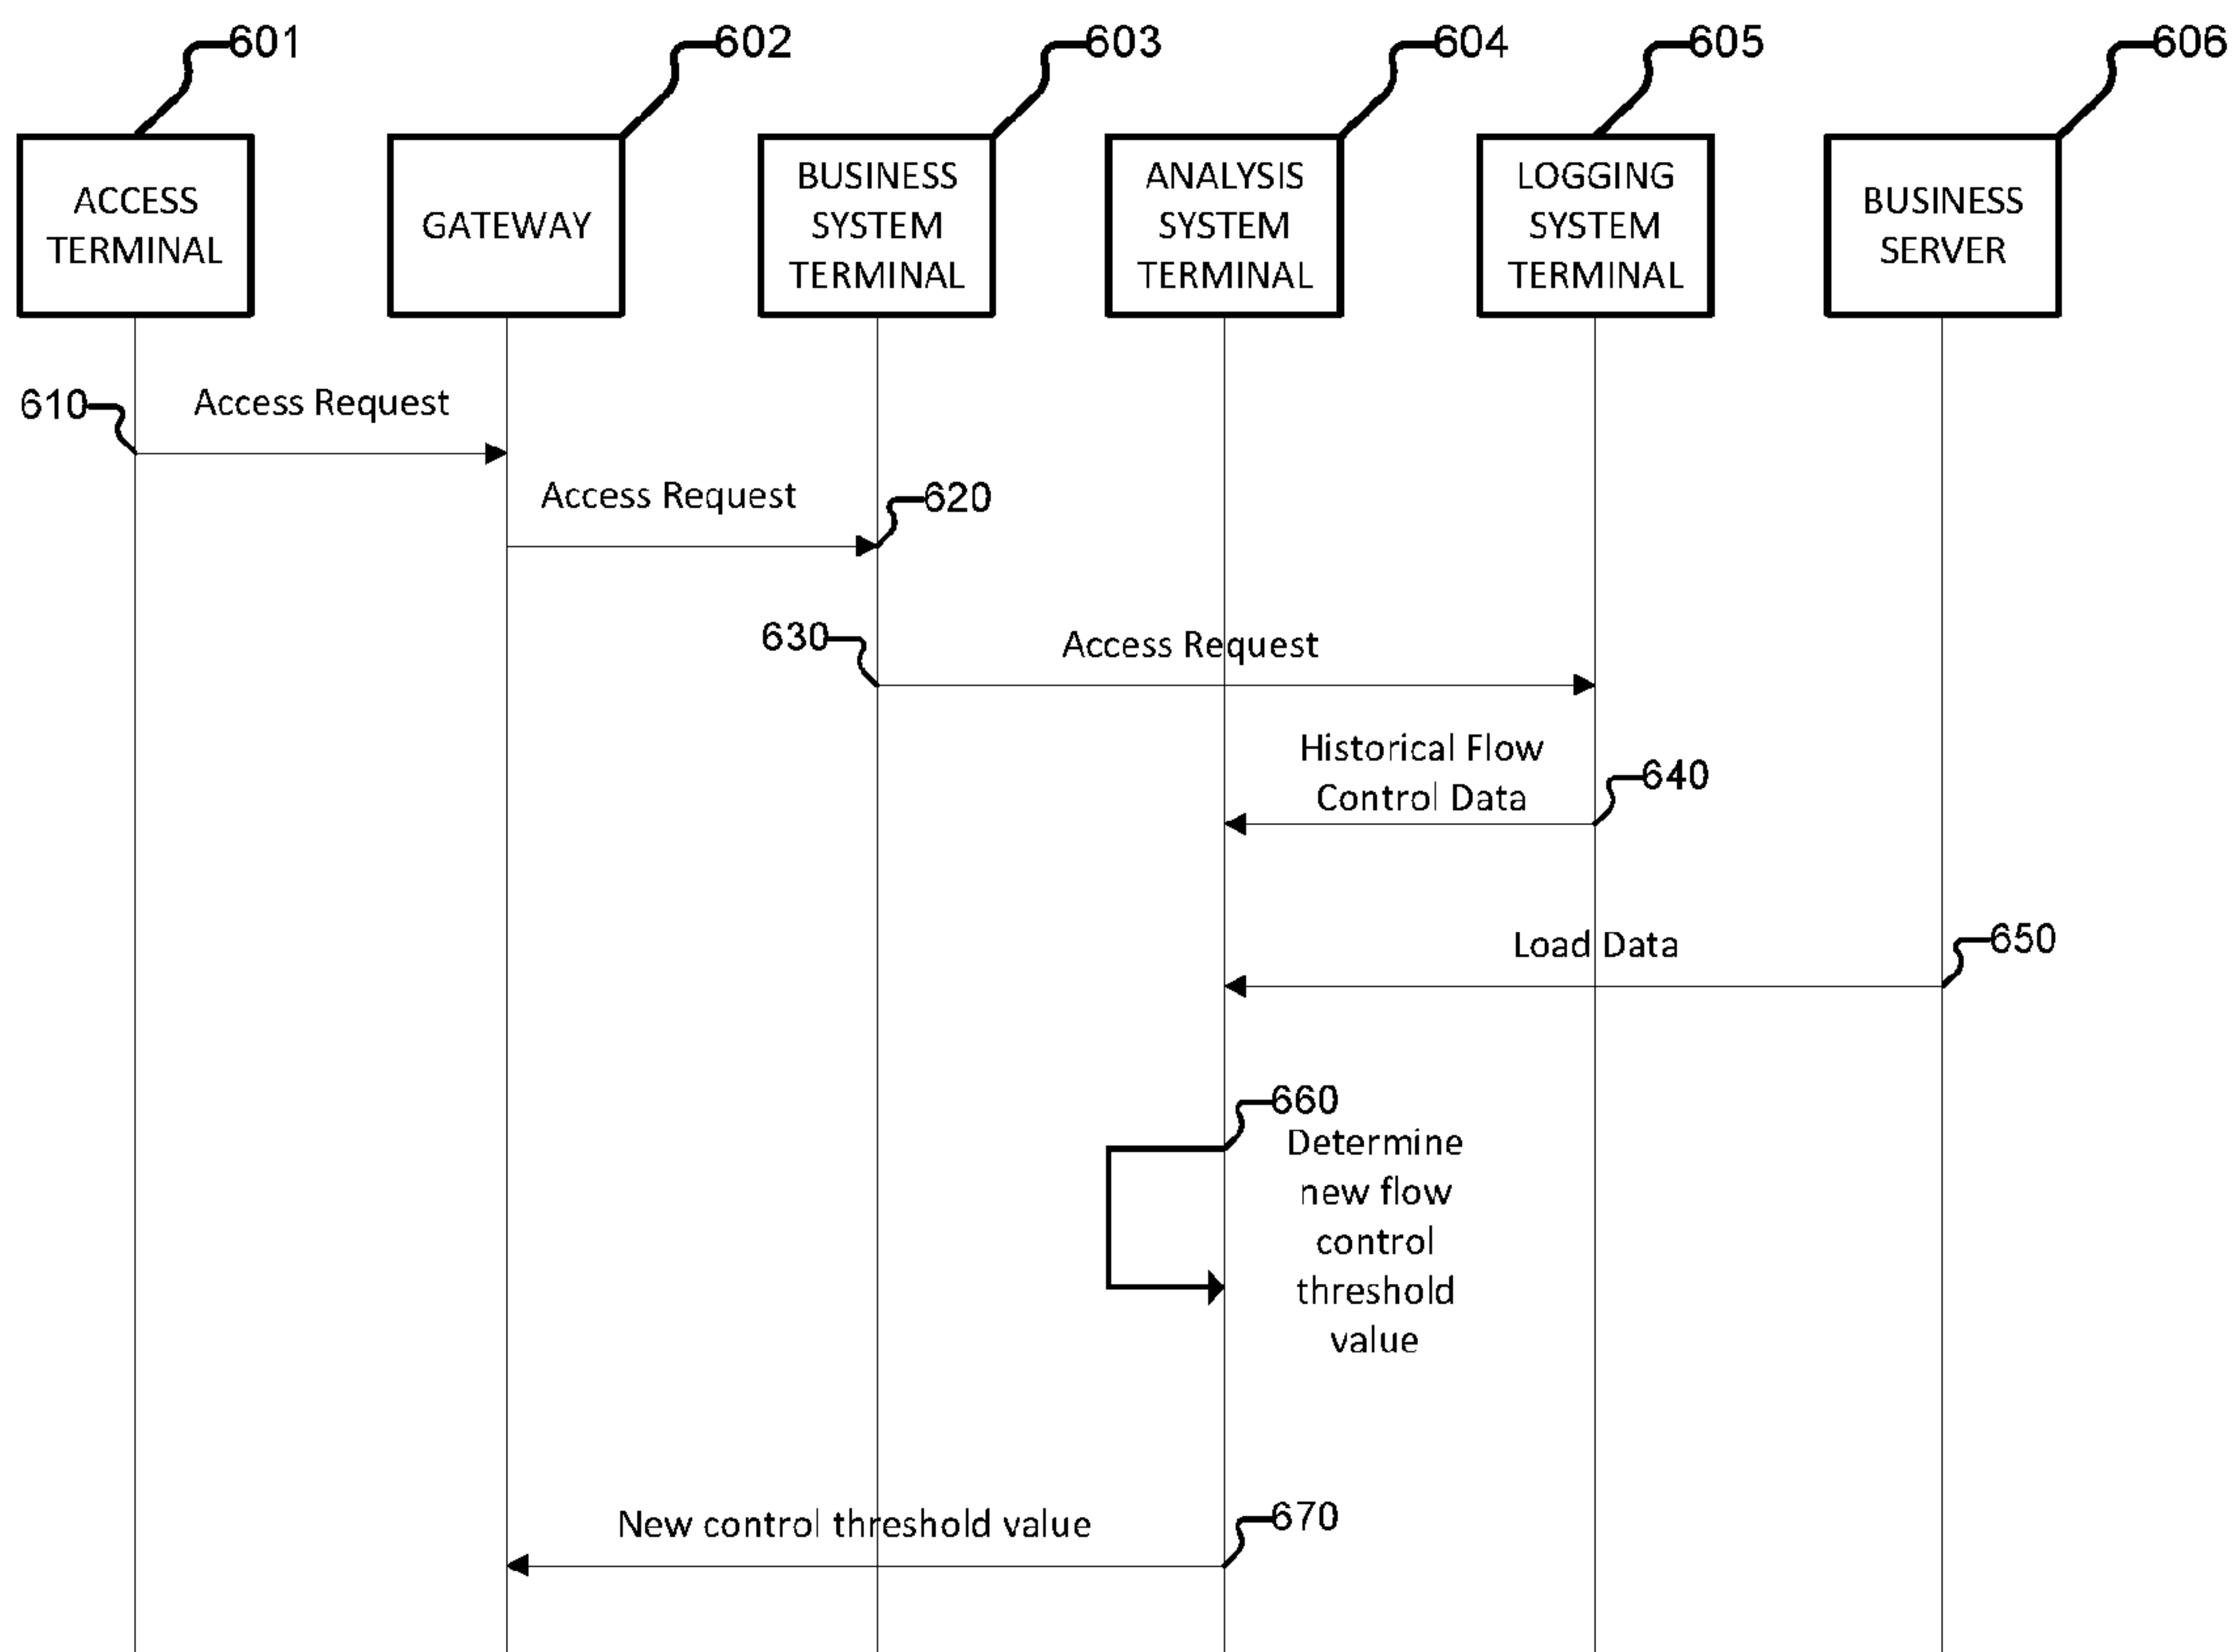 601
602
603
604
605
606
ACCESS
TERMINAL
GATEWAY
BUSINESS
SYSTEM
TERMINAL
ANALYSIS
SYSTEM
TERMINAL
LOGGING
SYSTEM
TERMINAL
BUSINESS
SERVER
610
Access Request
Access Request
620
630
Access Request
Historical Flow
Control Data
640
Load Data
650
660
Determine
new flow
control
threshold
value
New control threshold value
670